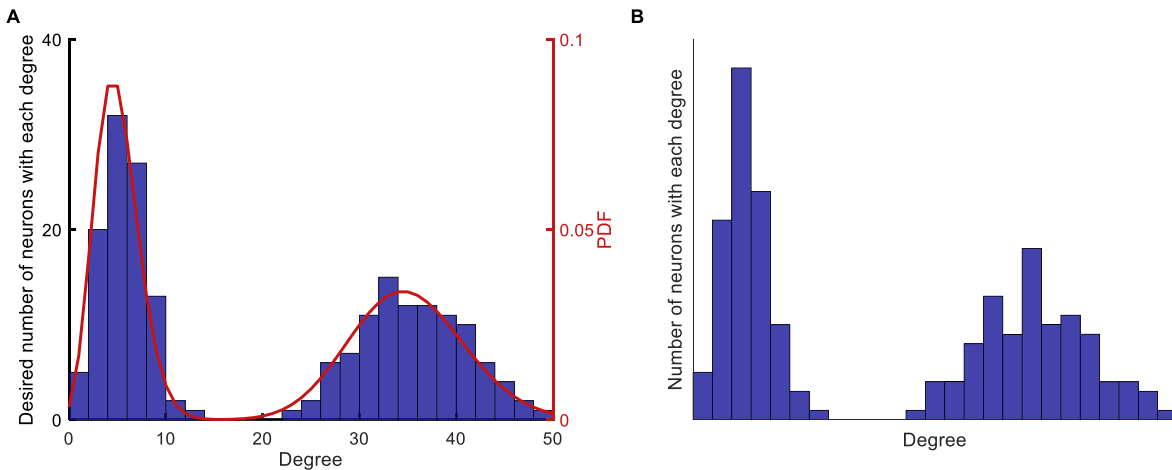 A
Desired number of neurons with each degree
40
20
0
0
10
20
30
40
50
Degree
0.1
0.05
0
PDF
B
Number of neurons with each degree
Degree